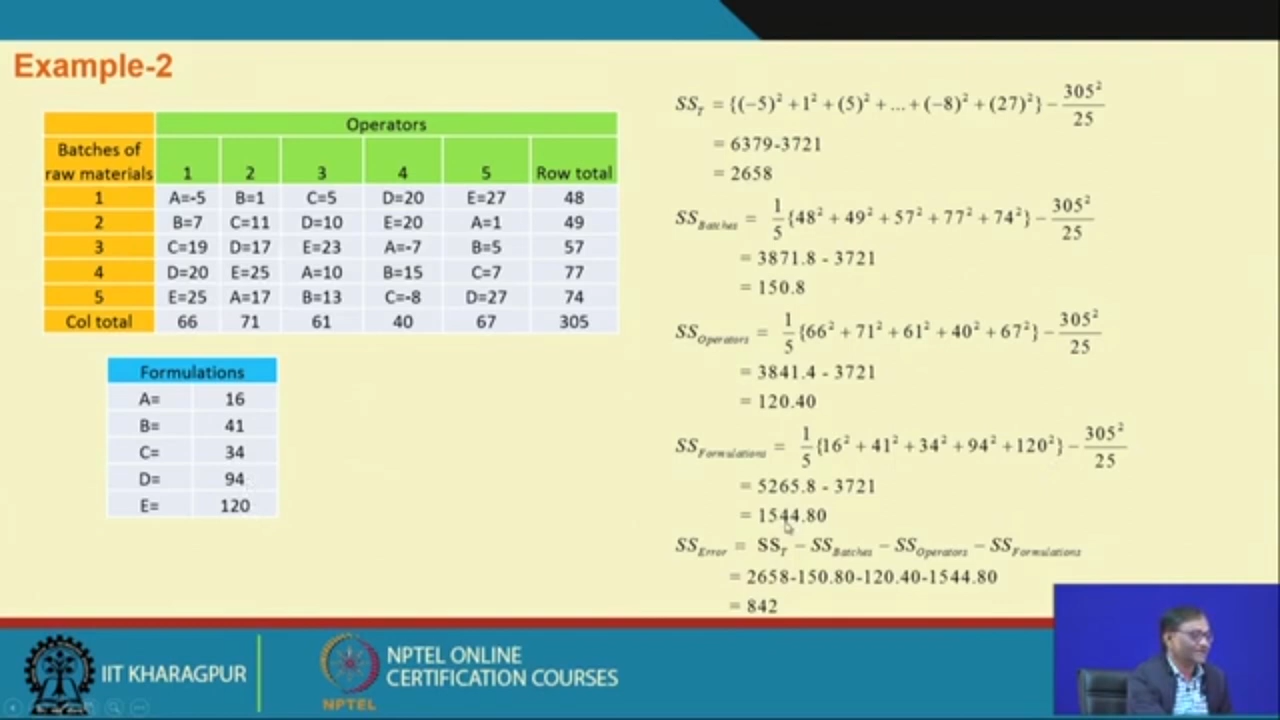 Example-2
Operators
Batches of raw materials 1 2 3 4 5 Row total
1 A=-5 B=1 C=5 D=20 E=27 48
2 B=7 C=11 D=10 E=20 A=1 49
3 C=19 D=17 E=23 A=-7 B=5 57
4 D=20 E=25 A=10 B=15 C=7 77
5 E=25 A=17 B=13 C=-8 D=27 74
Col total 66 71 61 40 67 305
Formulations
A= 16
B= 41
C= 34
D= 94
E= 120
SS_T = {(-5)² + 1² + (5)² + ... + (-8)² + (27)²} − 305²/25
= 6379-3721
= 2658
SS_Batches = 1/5 {48² + 49² + 57² + 77² + 74²} − 305²/25
= 3871.8 - 3721
= 150.8
SS_Operators = 1/5 {66² + 71² + 61² + 40² + 67²} − 305²/25
= 3841.4 - 3721
= 120.40
SS_Formulations = 1/5 {16² + 41² + 34² + 94² + 120²} − 305²/25
= 5265.8 - 3721
= 1544.80
SS_Error = SS_T − SS_Batches − SS_Operators − SS_Formulations
= 2658-150.80-120.40-1544.80
= 842
IIT KHARAGPUR
NPTEL
NPTEL ONLINE
CERTIFICATION COURSES